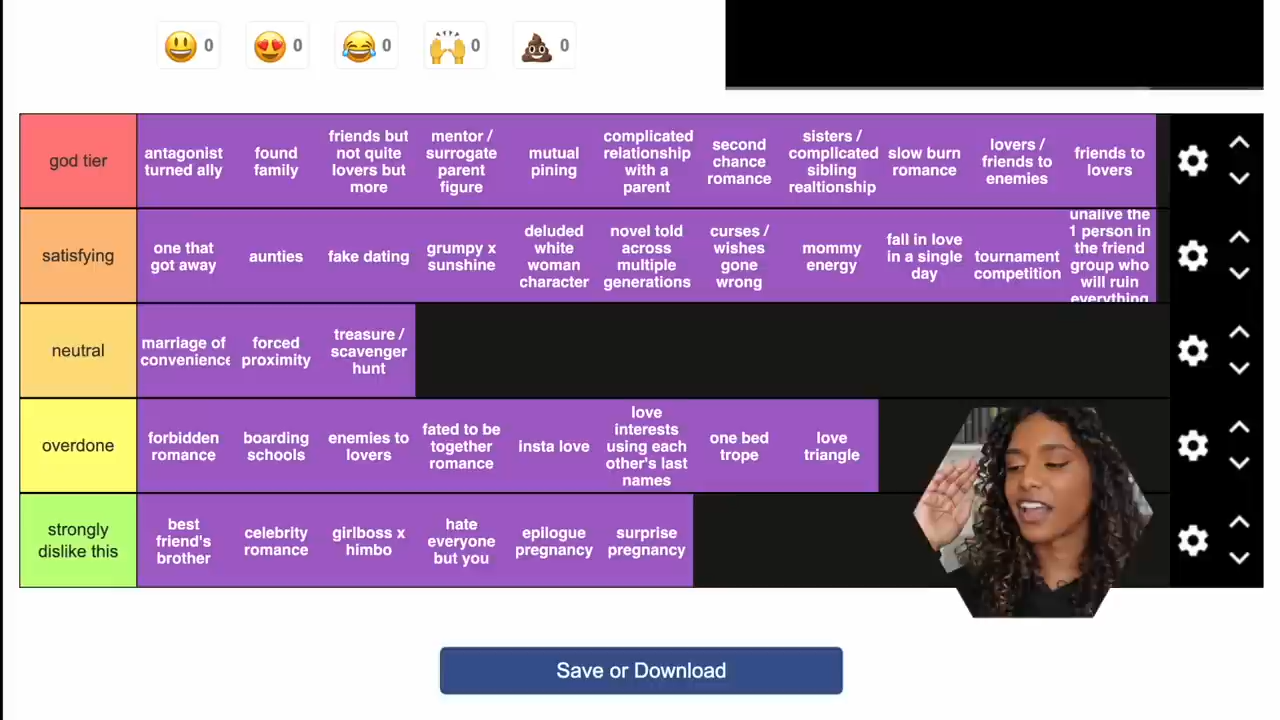 0 0 0 0 0
god tier
antagonist
turned ally
found
family
friends but
not quite
lovers but
more
mentor /
surrogate
parent
figure
mutual
pining
complicated
relationship
with a
parent
second
chance
romance
sisters /
complicated
sibling
realtionship
slow burn
romance
lovers /
friends to
enemies
friends to
lovers
satisfying
one that
got away
aunties
fake dating
grumpy x
sunshine
deluded
white
woman
character
novel told
across
multiple
generations
curses /
wishes
gone
wrong
mommy
energy
fall in love
in a single
day
tournament
competition
unalive the
1 person in
the friend
group who
will ruin
everything
neutral
marriage of
convenience
forced
proximity
treasure /
scavenger
hunt
overdone
forbidden
romance
boarding
schools
enemies to
lovers
fated to be
together
romance
insta love
love
interests
using each
other's last
names
one bed
trope
love
triangle
strongly
dislike this
best
friend's
brother
celebrity
romance
girlboss x
himbo
hate
everyone
but you
epilogue
pregnancy
surprise
pregnancy
Save or Download